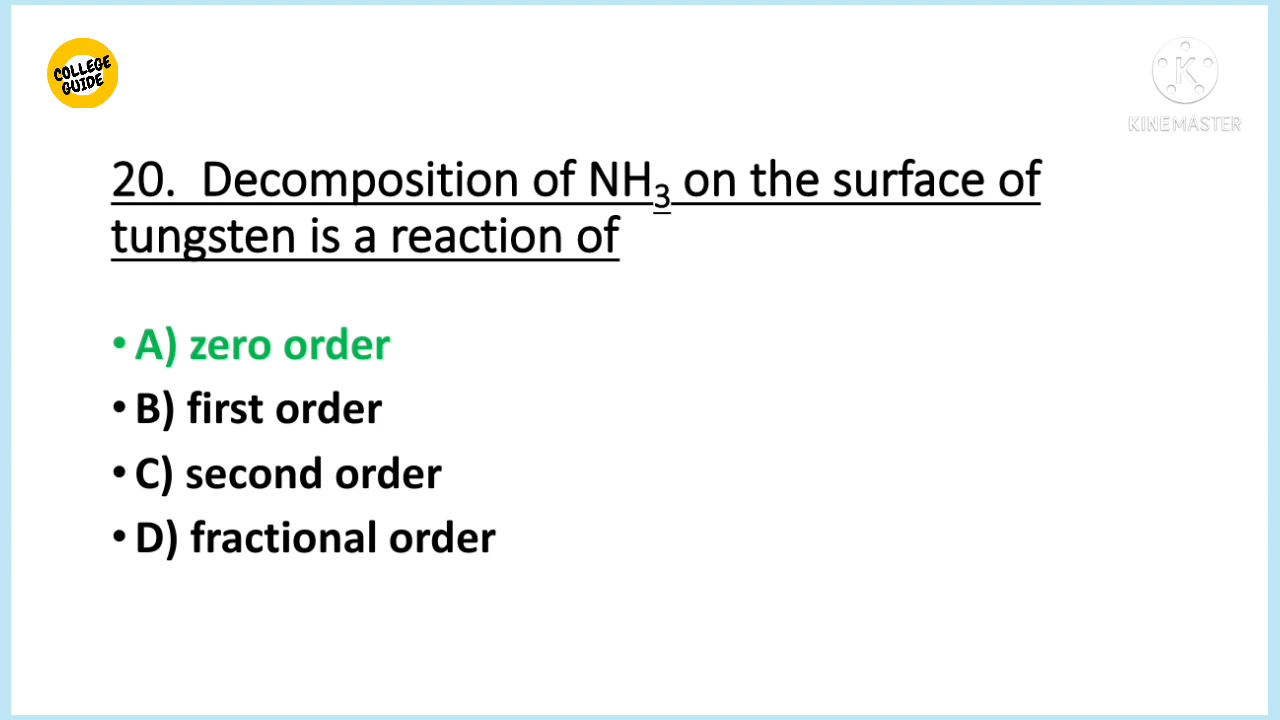 COLLEGE
GUIDE
K
KINEMASTER
20. Decomposition of NH₃ on the surface of
tungsten is a reaction of
• A) zero order
• B) first order
• C) second order
• D) fractional order